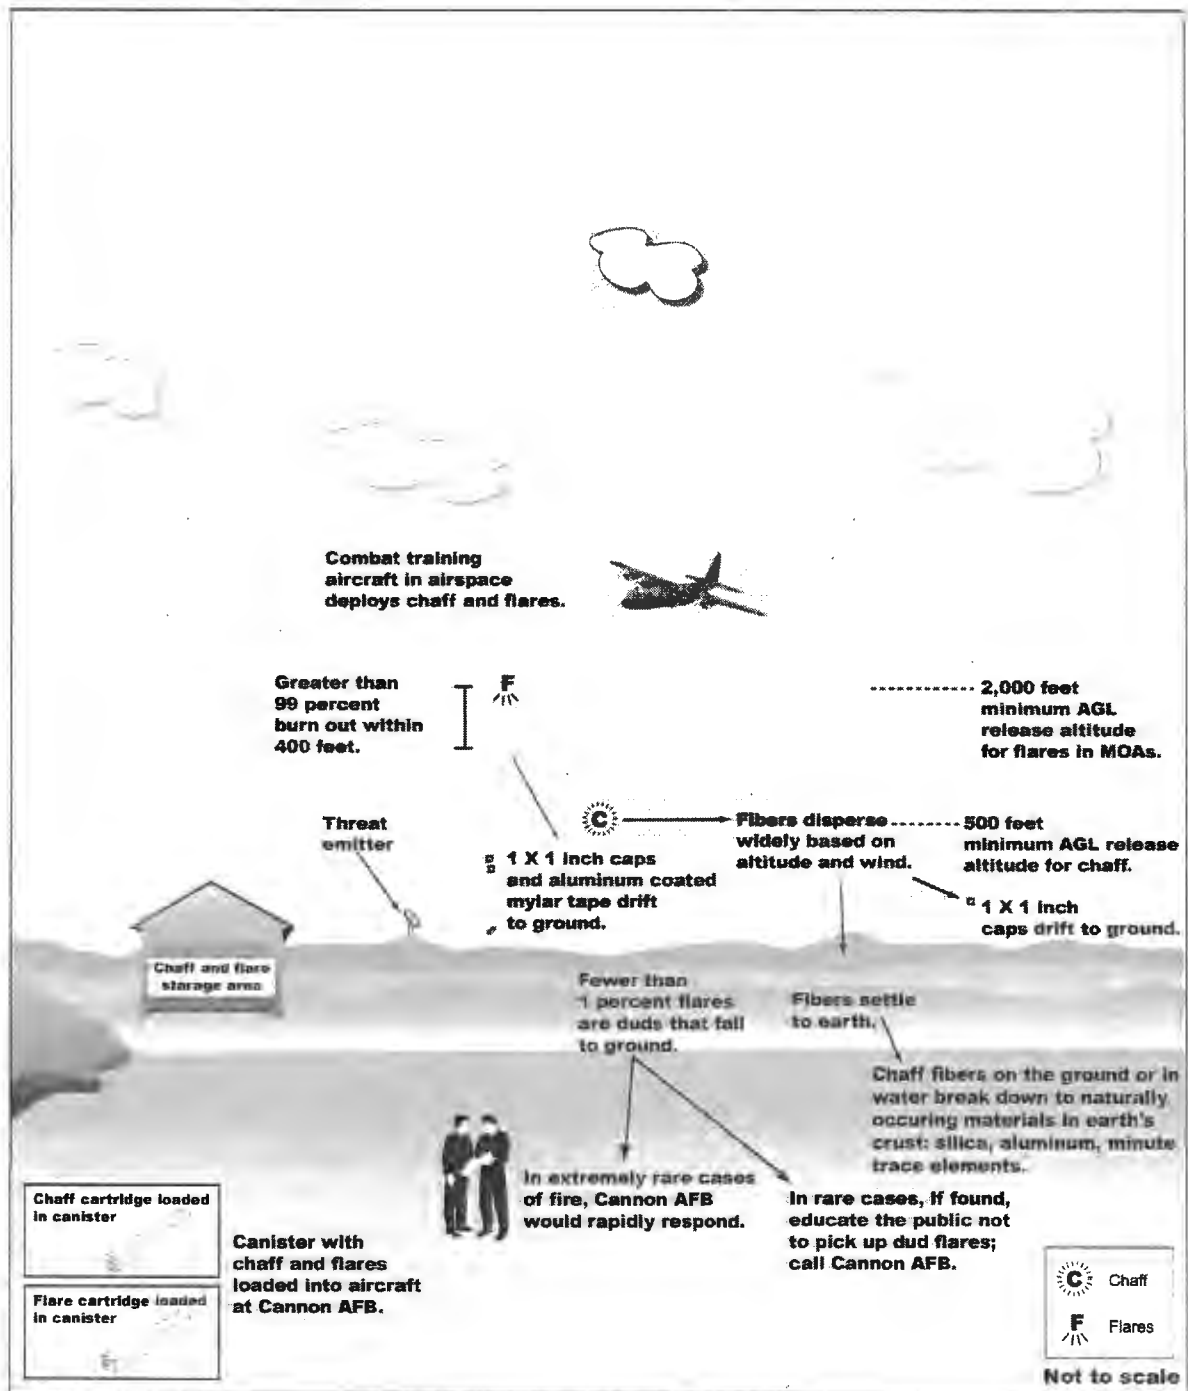 Combat training
aircraft in airspace
deploys chaff and flares.
Greater than
99 percent
burn out within
400 feet.
F
2,000 feet
minimum AGL
release altitude
for flares in MOAs.
Threat
emitter
C
Fibers disperse
widely based on
altitude and wind.
500 feet
minimum AGL release
altitude for chaff.
1 X 1 inch caps
and aluminum coated
mylar tape drift
to ground.
1 X 1 inch
caps drift to ground.
Chaff and flare
storage area
Fewer than
1 percent flares
are duds that fall
to ground.
Fibers settle
to earth.
Chaff fibers on the ground or in
water break down to naturally
occuring materials in earth's
crust: silica, aluminum, minute
trace elements.
In extremely rare cases
of fire, Cannon AFB
would rapidly respond.
In rare cases, if found,
educate the public not
to pick up dud flares;
call Cannon AFB.
Chaff cartridge loaded
in canister
Flare cartridge loaded
in canister
Canister with
chaff and flares
loaded into aircraft
at Cannon AFB.
C Chaff
F Flares
Not to scale